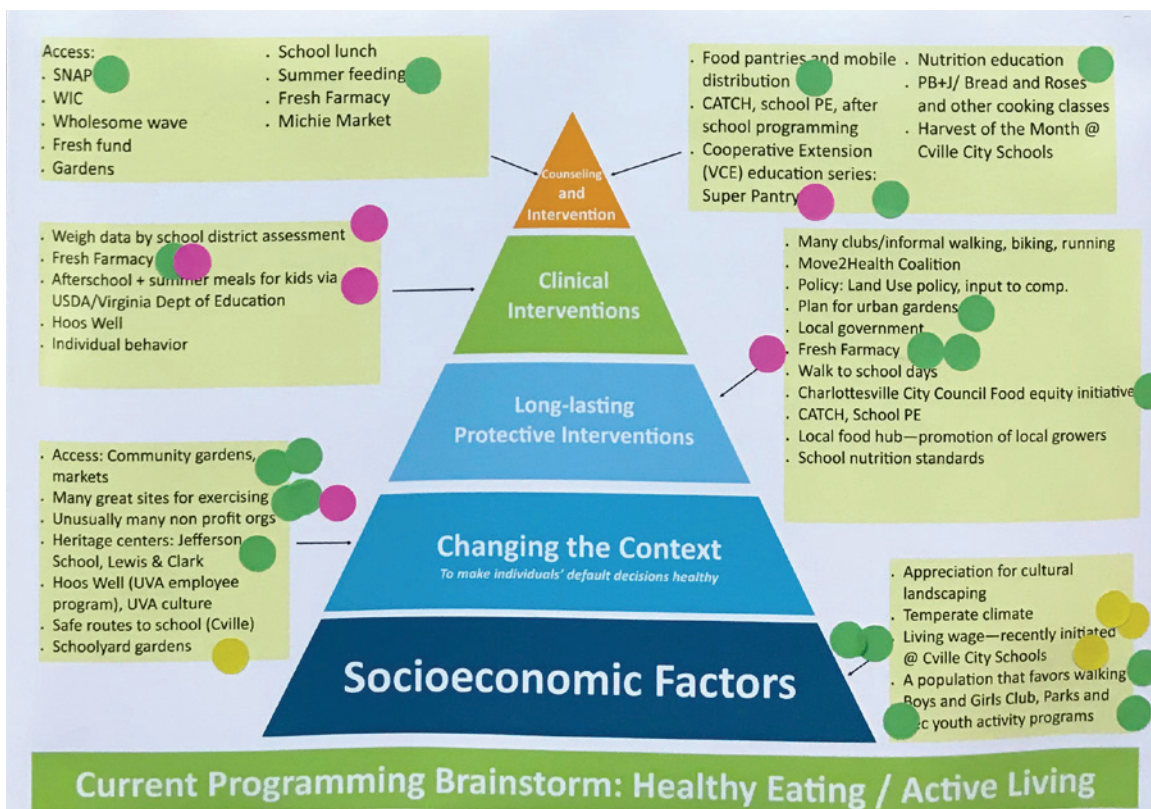 Access:
. SNAP
. WIC
. Wholesome wave
. Fresh fund
. Gardens
. School lunch
. Summer feeding
. Fresh Farmacy
. Michie Market
. Food pantries and mobile
distribution
. CATCH, school PE, after
school programming
. Cooperative Extension
(VCE) education series:
Super Pantry
. Nutrition education
. PB+J/ Bread and Roses
and other cooking classes
. Harvest of the Month @
Cville City Schools
Counseling
and
Intervention
. Weigh data by school district assessment
. Fresh Farmacy
. Afterschool + summer meals for kids via
USDA/Virginia Dept of Education
. Hoos Well
. Individual behavior
Clinical
Interventions
. Many clubs/informal walking, biking, running
. Move2Health Coalition
. Policy: Land Use policy, input to comp.
. Plan for urban gardens
. Local government
. Fresh Farmacy
. Walk to school days
. Charlottesville City Council Food equity initiative
. CATCH, School PE
. Local food hub—promotion of local growers
. School nutrition standards
Long-lasting
Protective Interventions
. Access: Community gardens,
markets
. Many great sites for exercising
. Unusually many non profit orgs
. Heritage centers: Jefferson
School, Lewis & Clark
. Hoos Well (UVA employee
program), UVA culture
. Safe routes to school (Cville)
. Schoolyard gardens
Changing the Context
To make individuals' default decisions healthy
. Appreciation for cultural
landscaping
. Temperate climate
. Living wage—recently initiated
@ Cville City Schools
. A population that favors walking
. Boys and Girls Club, Parks and
youth activity programs
Socioeconomic Factors
Current Programming Brainstorm: Healthy Eating / Active Living